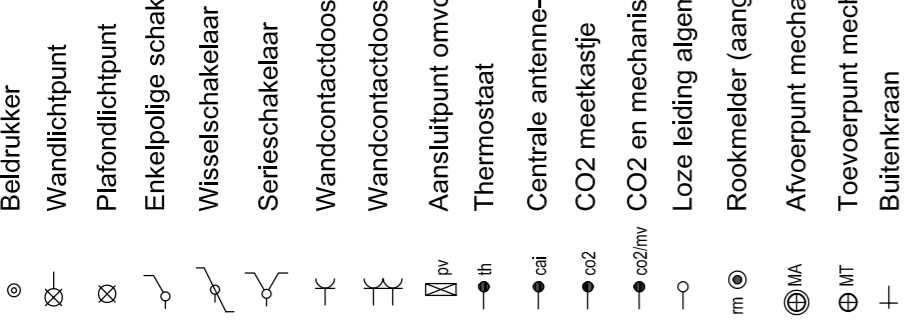 Beldrukker
Wandlichtpunt
Plafondlichtpunt
Enkelpolige schak
Wisselschakelaar
Serieschakelaar
Wandcontactdoos
Wandcontactdoos
pv Aansluitpunt omvo
th Thermostaat
cai Centrale antenne-
co2 CO2 meetkastje
co2/mv CO2 en mechanis
Loze leiding algen
rm Rookmelder (aang
MA Afvoerpunt mecha
MT Toevoerpunt mech
Buitenkraan